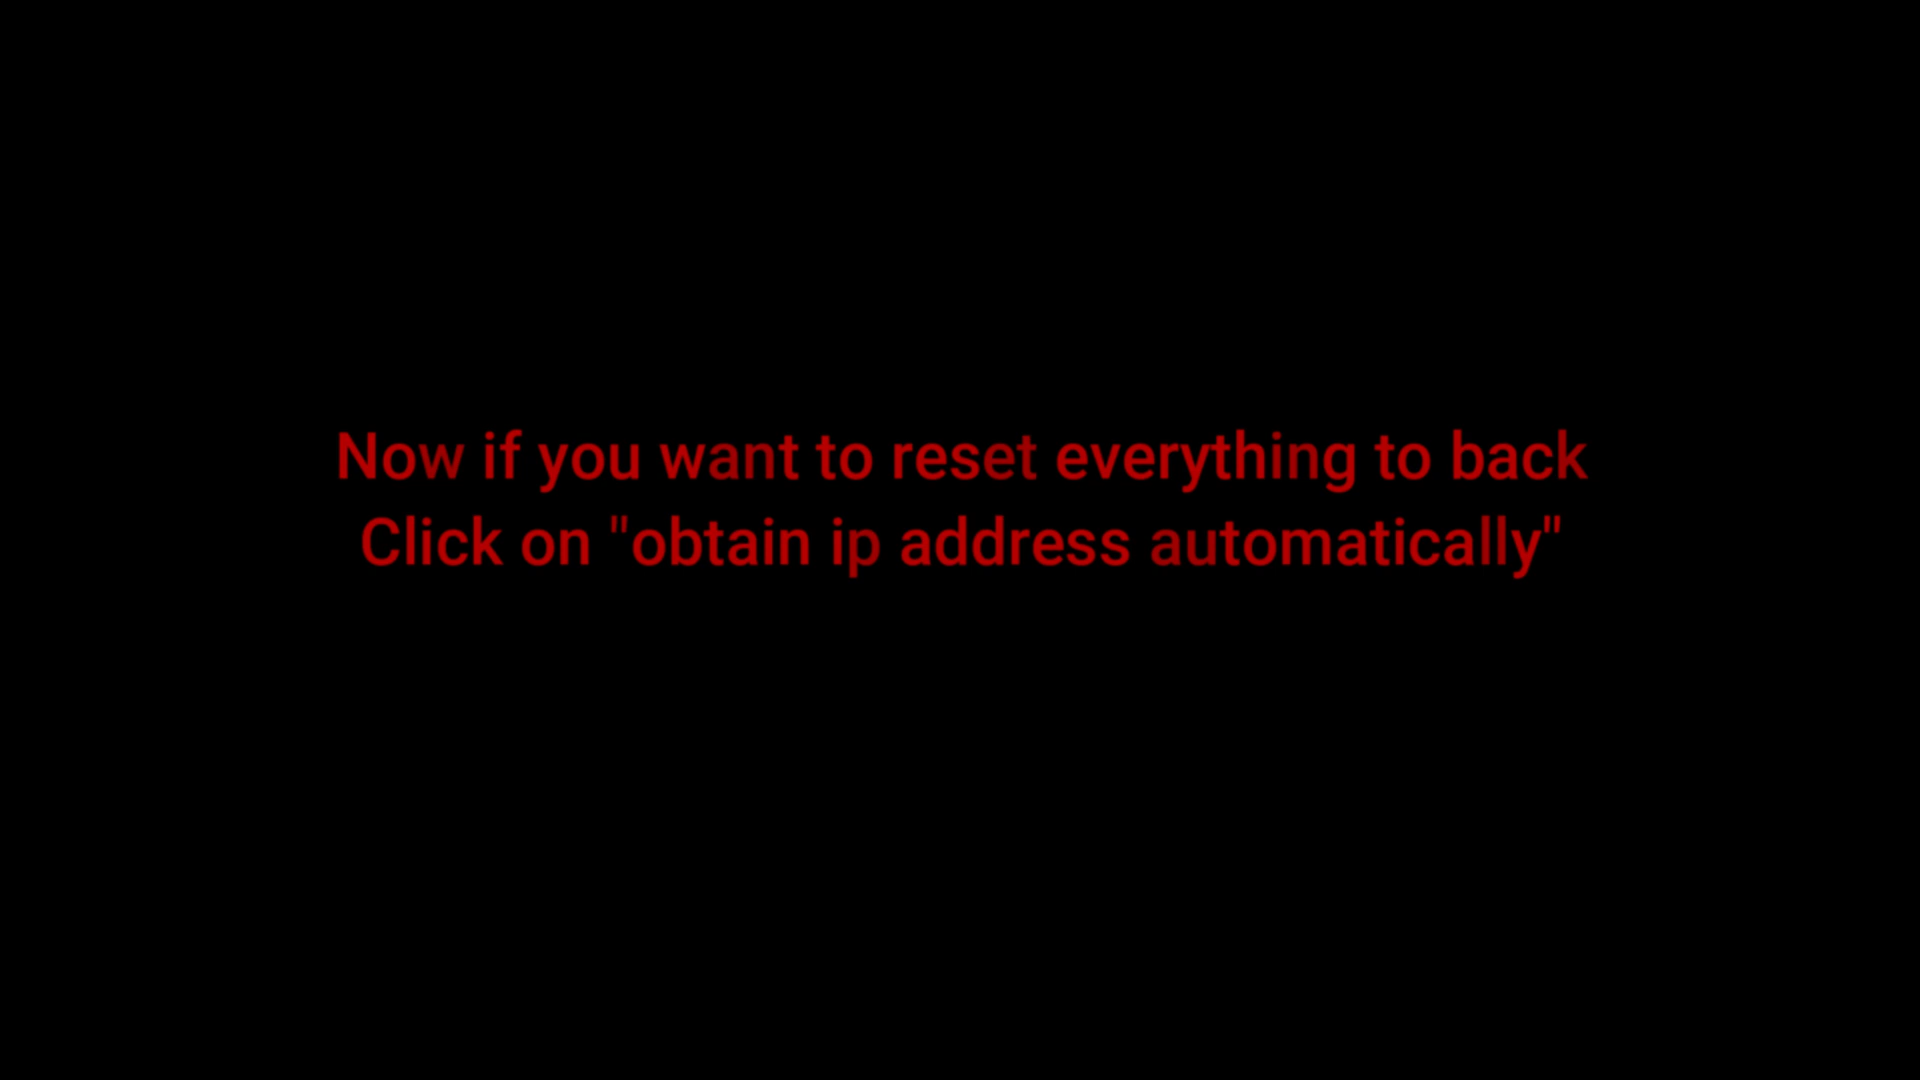 Now if you want to reset everything to back
Click on "obtain ip address automatically"